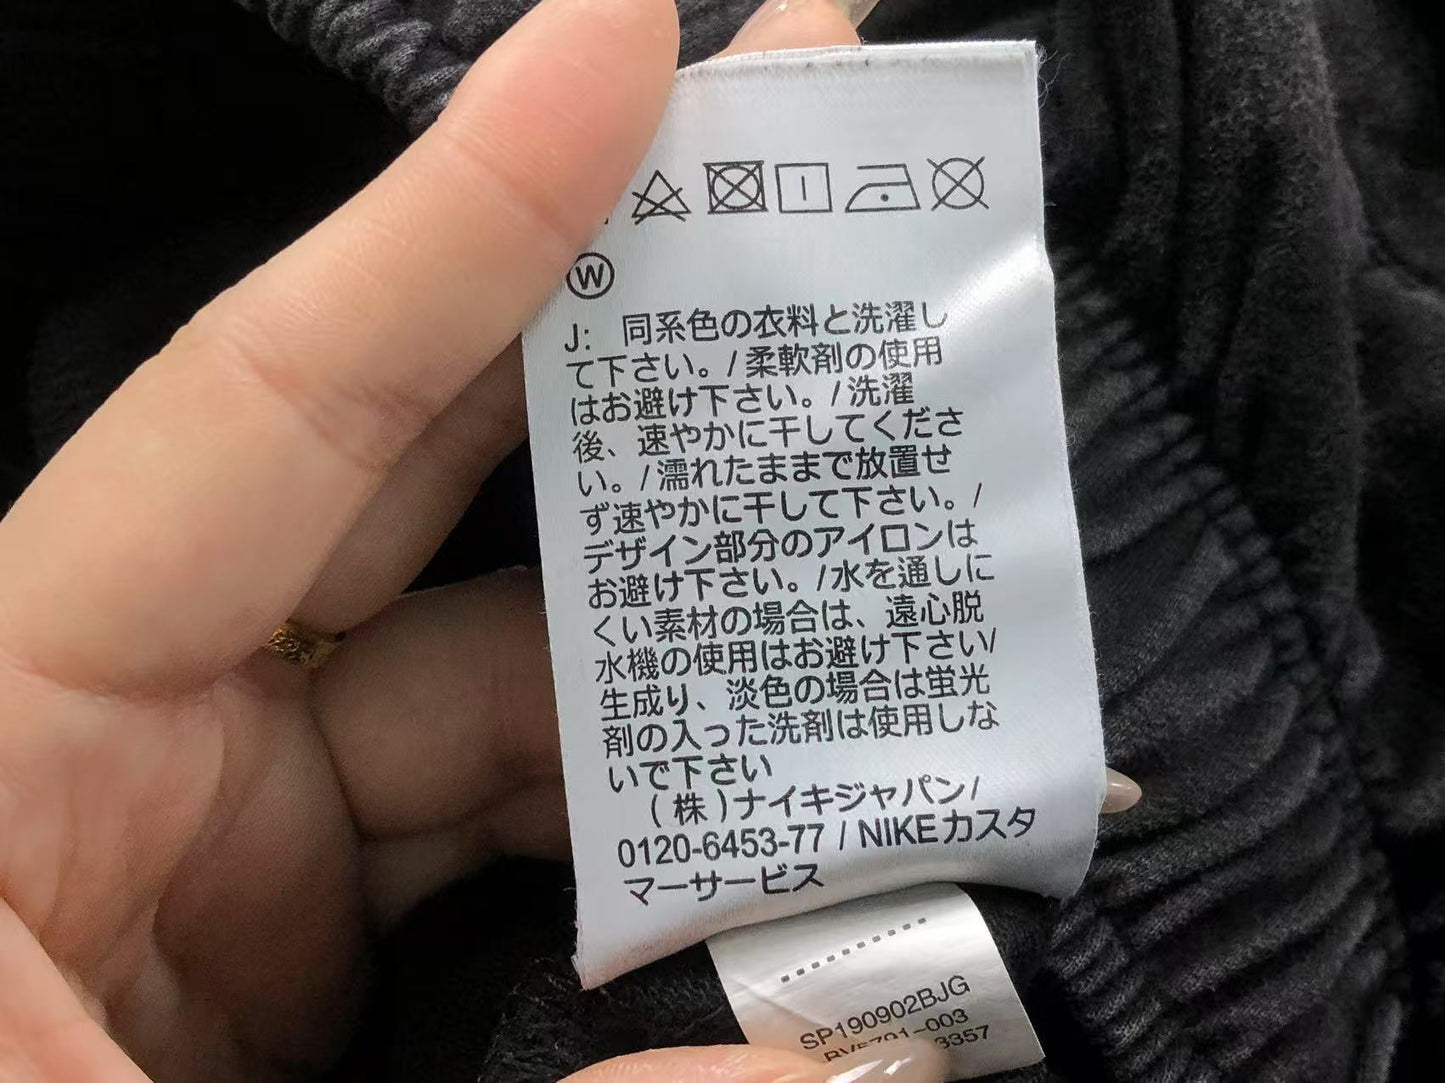 W
J: 同系色の衣料と洗濯し
て下さい。/柔軟剤の使用
はお避け下さい。/洗濯
後、速やかに干してくださ
い。/濡れたままで放置せ
ず速やかに干して下さい。/
デザイン部分のアイロンは
お避け下さい。/水を通しに
くい素材の場合は、遠心脱
水機の使用はお避け下さい/
生成り、淡色の場合は蛍光
剤の入った洗剤は使用しな
いで下さい
(株)ナイキジャパン/
0120-6453-77 / NIKEカスタ
マーサービス
SP190902BJG
-003
3357